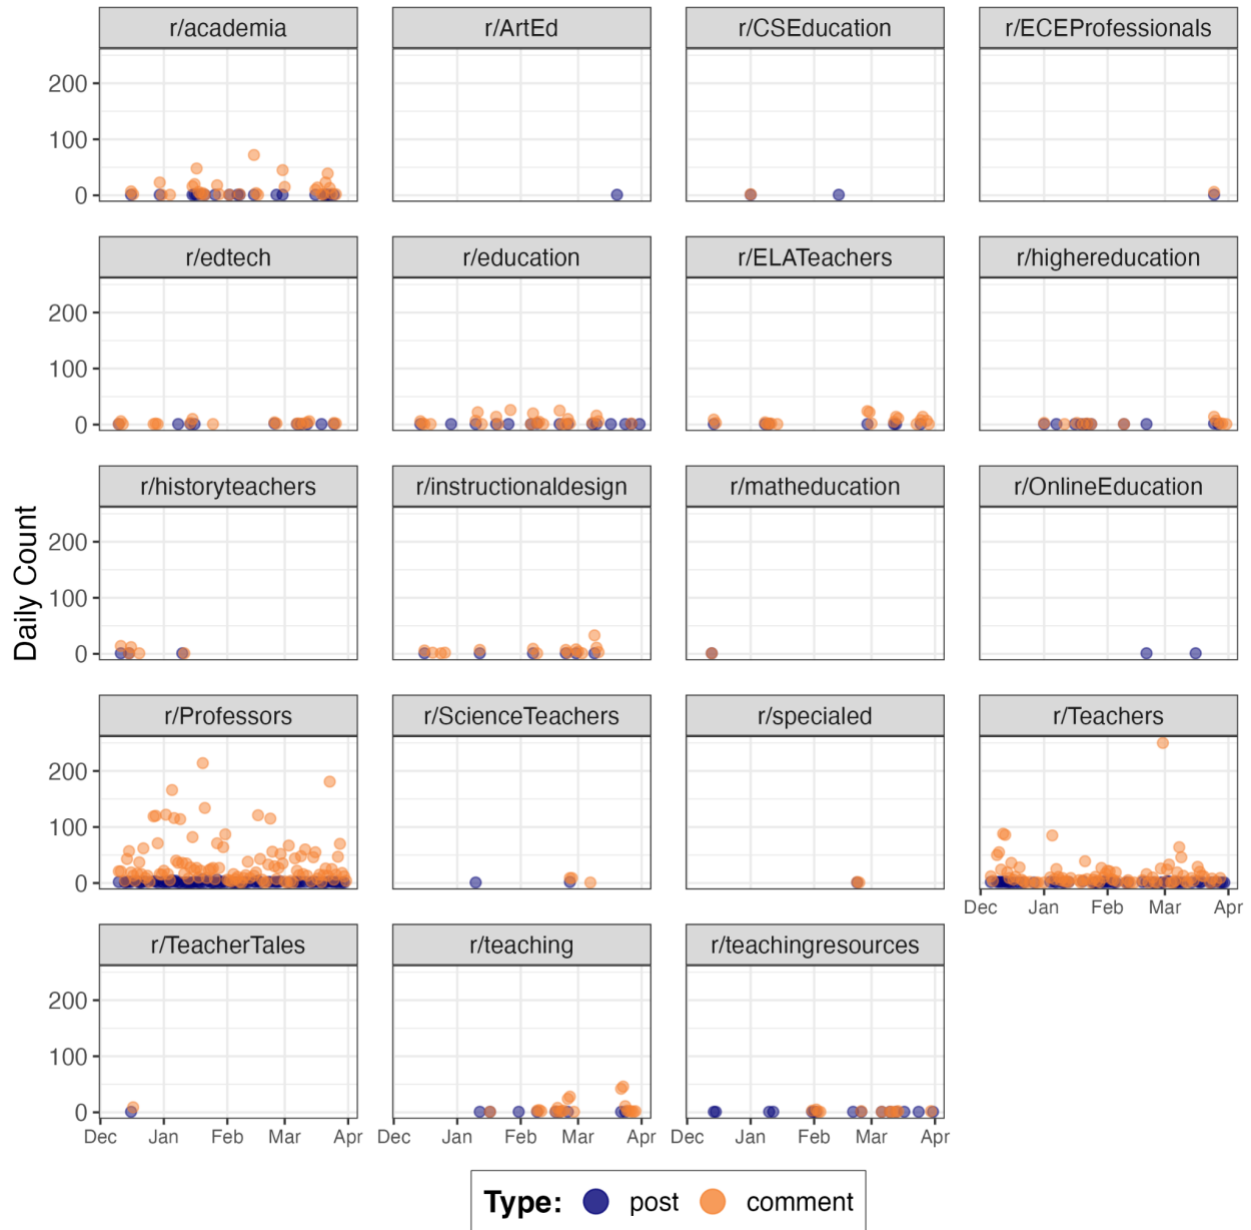 r/academia r/ArtEd r/CSEducation r/ECEProfessionals
200
100
0
r/edtech r/education r/ELATeachers r/highereducation
200
100
0
r/historyteachers r/instructionaldesign r/matheducation r/OnlineEducation
Daily Count
200
100
0
r/Professors r/ScienceTeachers r/specialed r/Teachers
200
100
0
Dec Jan Feb Mar Apr
r/TeacherTales r/teaching r/teachingresources
200
100
0
Dec Jan Feb Mar Apr Dec Jan Feb Mar Apr Dec Jan Feb Mar Apr
Type: post comment